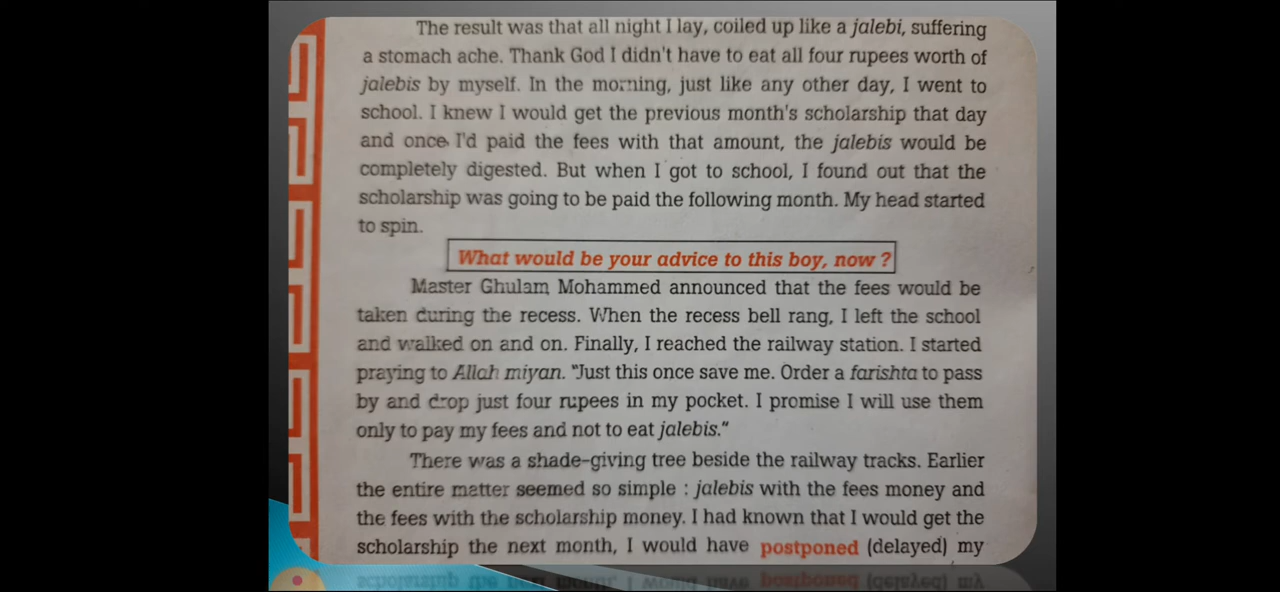 The result was that all night I lay, coiled up like a jalebi, suffering
a stomach ache. Thank God I didn't have to eat all four rupees worth of
jalebis by myself. In the morning, just like any other day, I went to
school. I knew I would get the previous month's scholarship that day
and once I'd paid the fees with that amount, the jalebis would be
completely digested. But when I got to school, I found out that the
scholarship was going to be paid the following month. My head started
to spin.
What would be your advice to this boy, now ?
Master Ghulam Mohammed announced that the fees would be
taken during the recess. When the recess bell rang, I left the school
and walked on and on. Finally, I reached the railway station. I started
praying to Allah miyan. "Just this once save me. Order a farishta to pass
by and drop just four rupees in my pocket. I promise I will use them
only to pay my fees and not to eat jalebis."
There was a shade-giving tree beside the railway tracks. Earlier
the entire matter seemed so simple : jalebis with the fees money and
the fees with the scholarship money. I had known that I would get the
scholarship the next month, I would have postponed (delayed) my